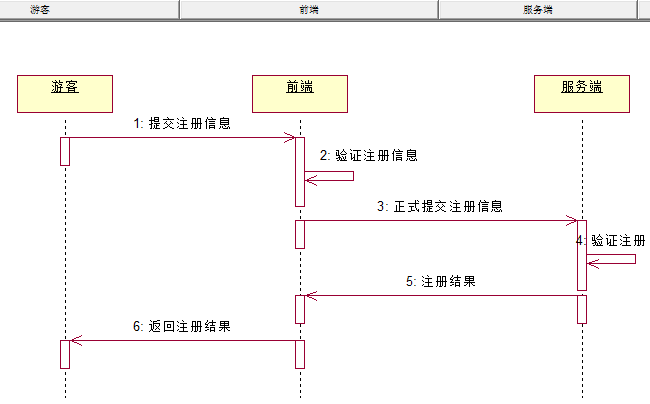 游客 前端 服务端
游客 前端 服务端
1: 提交注册信息
2: 验证注册信息
3: 正式提交注册信息
4: 验证注册
5: 注册结果
6: 返回注册结果